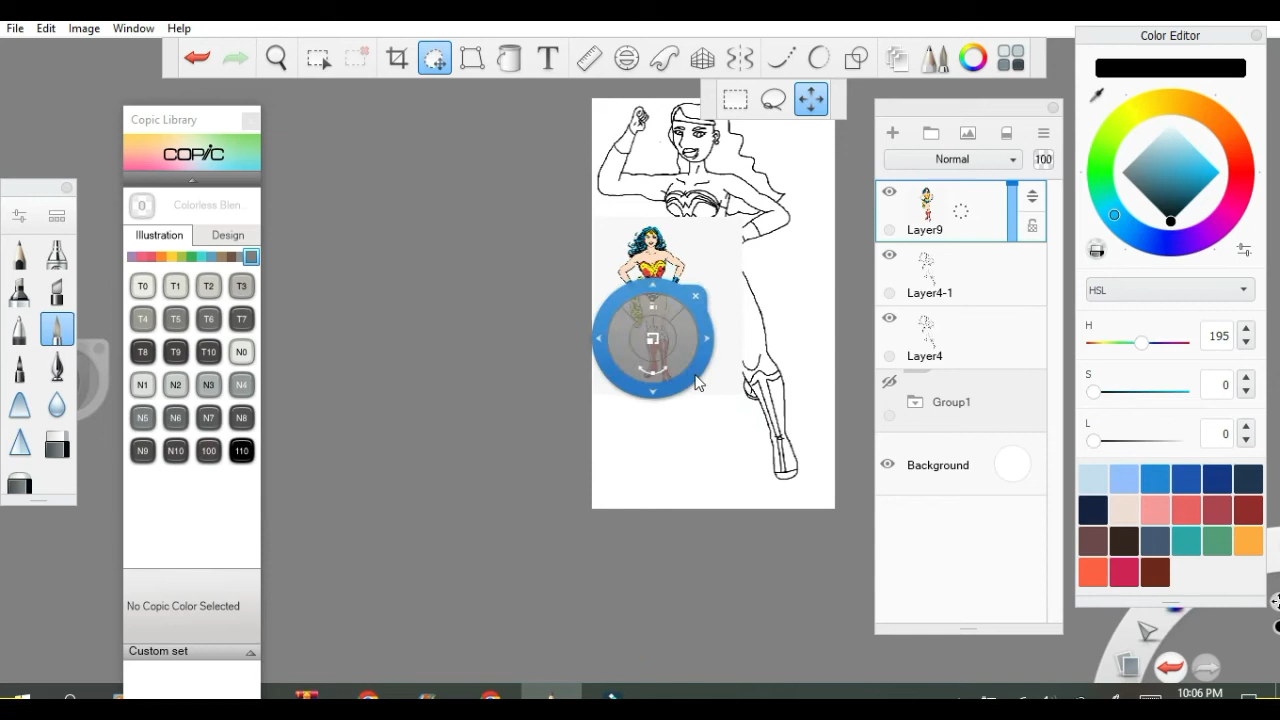 File Edit Image Window Help
T
Color Editor
Copic Library
COPIC
0 Colorless Blen
Illustration Design
T0 T1 T2 T3
T4 T5 T6 T7
T8 T9 T10 N0
N1 N2 N3 N4
N5 N6 N7 N8
N9 N10 100 110
No Copic Color Selected
Custom set
Normal 100
Layer9
Layer4-1
Layer4
Group1
Background
HSL
H 195
S 0
L 0
10:06 PM